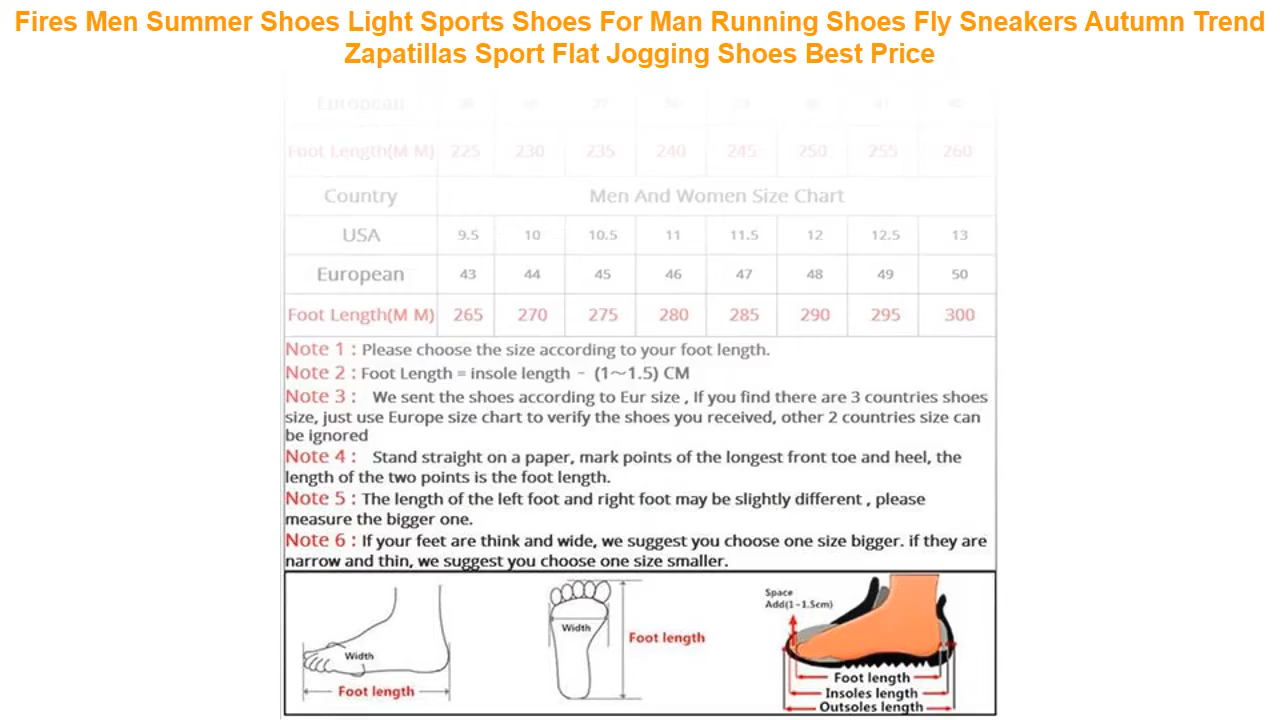 Fires Men Summer Shoes Light Sports Shoes For Man Running Shoes Fly Sneakers Autumn Trend
Zapatillas Sport Flat Jogging Shoes Best Price
European
Foot Length(M M) 225 230 235 240 245 250 255 260
Country Men And Women Size Chart
USA 9.5 10 10.5 11 11.5 12 12.5 13
European 43 44 45 46 47 48 49 50
Foot Length(M M) 265 270 275 280 285 290 295 300
Note 1 : Please choose the size according to your foot length.
Note 2 : Foot Length = insole length - (1～1.5) CM
Note 3 : We sent the shoes according to Eur size , If you find there are 3 countries shoes
size, just use Europe size chart to verify the shoes you received, other 2 countries size can
be ignored
Note 4 : Stand straight on a paper, mark points of the longest front toe and heel, the
length of the two points is the foot length.
Note 5 : The length of the left foot and right foot may be slightly different , please
measure the bigger one.
Note 6 : If your feet are think and wide, we suggest you choose one size bigger. if they are
narrow and thin, we suggest you choose one size smaller.
Width
Foot length
Width
Foot length
Space
Add(1-1.5cm)
Foot length
Insoles length
Outsoles length